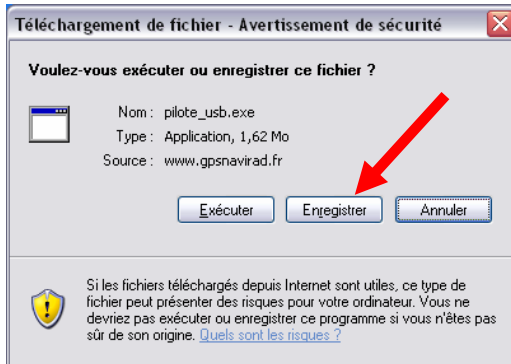 Téléchargement de fichier - Avertissement de sécurité
Voulez-vous exécuter ou enregistrer ce fichier ?
Nom : pilote_usb.exe
Type : Application, 1,62 Mo
Source : www.gpsnavirad.fr
Exécuter Enregistrer Annuler
Si les fichiers téléchargés depuis Internet sont utiles, ce type de
fichier peut présenter des risques pour votre ordinateur. Vous ne
devriez pas exécuter ou enregistrer ce programme si vous n'êtes pas
sûr de son origine. Quels sont les risques ?